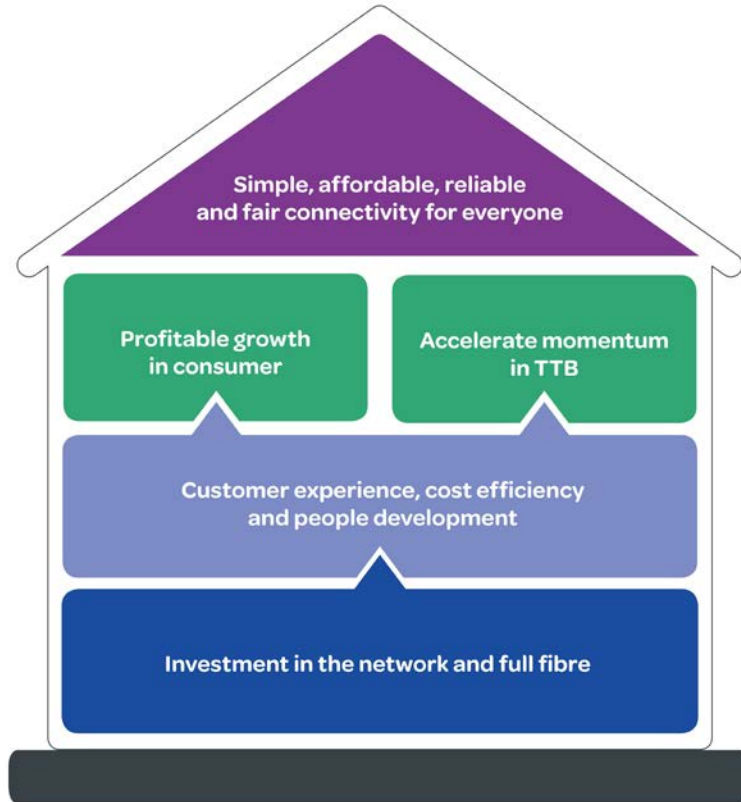 Simple, affordable, reliable
and fair connectivity for everyone
Profitable growth
in consumer
Accelerate momentum
in TTB
Customer experience, cost efficiency
and people development
Investment in the network and full fibre